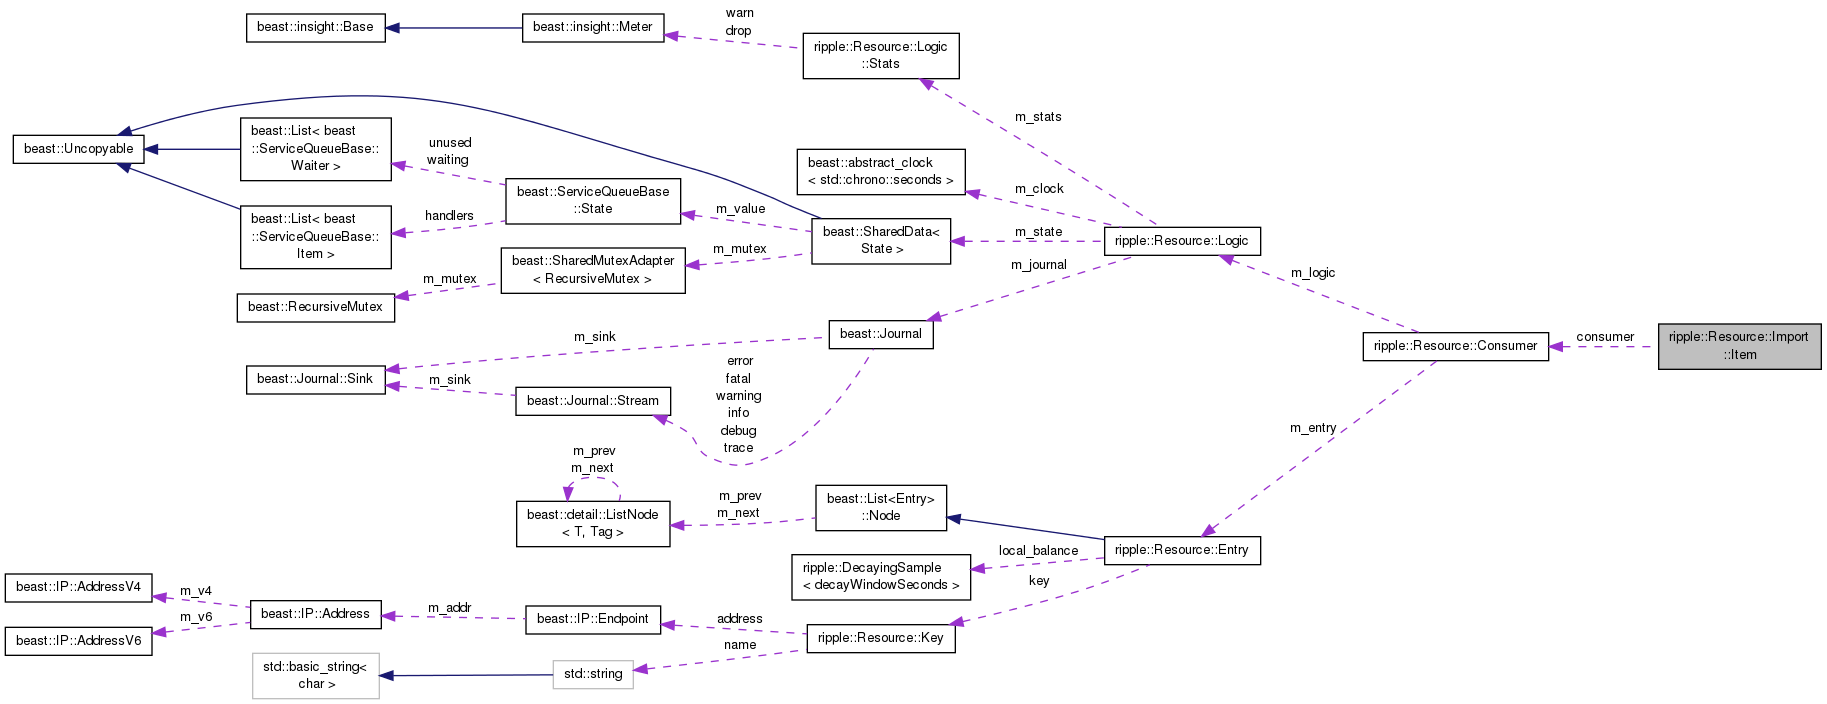 beast::insight::Base
beast::insight::Meter
warn
drop
ripple::Resource::Logic
::Stats
m_stats
beast::Uncopyable
beast::List< beast
::ServiceQueueBase::
Waiter >
unused
waiting
beast::abstract_clock
< std::chrono::seconds >
m_clock
beast::List< beast
::ServiceQueueBase::
Item >
handlers
beast::ServiceQueueBase
::State
m_value
beast::SharedData<
State >
m_state
ripple::Resource::Logic
beast::RecursiveMutex
m_mutex
beast::SharedMutexAdapter
< RecursiveMutex >
m_mutex
m_journal
m_logic
beast::Journal
m_sink
beast::Journal::Sink
m_sink
beast::Journal::Stream
error
fatal
warning
info
debug
trace
ripple::Resource::Consumer
consumer
ripple::Resource::Import
::Item
m_entry
m_prev
m_next
beast::detail::ListNode
< T, Tag >
m_prev
m_next
beast::List<Entry>
::Node
ripple::Resource::Entry
local_balance
ripple::DecayingSample
< decayWindowSeconds >
key
beast::IP::AddressV4
m_v4
beast::IP::AddressV6
m_v6
beast::IP::Address
m_addr
beast::IP::Endpoint
address
ripple::Resource::Key
name
std::basic_string<
char >
std::string